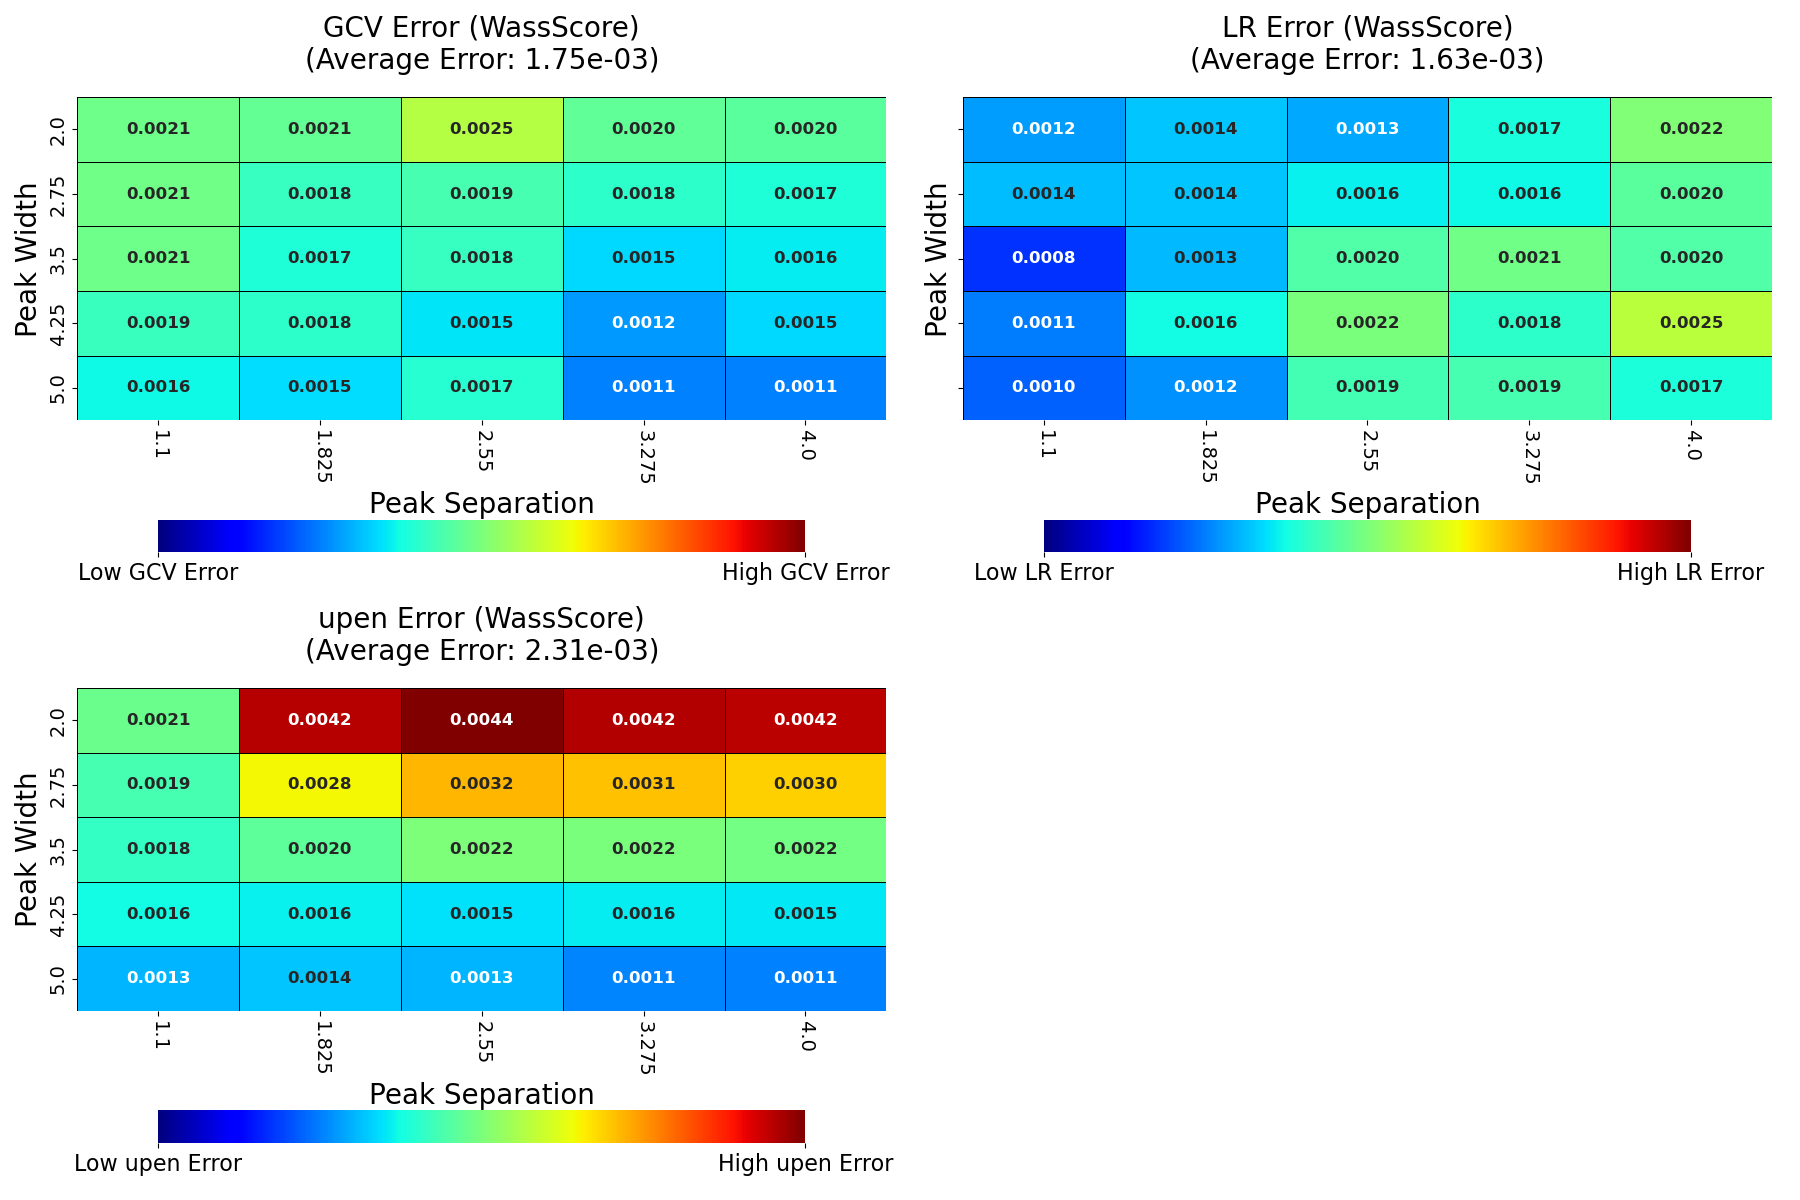 GCV Error (WassScore)
(Average Error: 1.75e-03)
Peak Width
2.0 0.0021 0.0021 0.0025 0.0020 0.0020
2.75 0.0021 0.0018 0.0019 0.0018 0.0017
3.5 0.0021 0.0017 0.0018 0.0015 0.0016
4.25 0.0019 0.0018 0.0015 0.0012 0.0015
5.0 0.0016 0.0015 0.0017 0.0011 0.0011
1.1 1.825 2.55 3.275 4.0
Peak Separation
Low GCV Error High GCV Error
LR Error (WassScore)
(Average Error: 1.63e-03)
Peak Width
0.0012 0.0014 0.0013 0.0017 0.0022
0.0014 0.0014 0.0016 0.0016 0.0020
0.0008 0.0013 0.0020 0.0021 0.0020
0.0011 0.0016 0.0022 0.0018 0.0025
0.0010 0.0012 0.0019 0.0019 0.0017
1.1 1.825 2.55 3.275 4.0
Peak Separation
Low LR Error High LR Error
upen Error (WassScore)
(Average Error: 2.31e-03)
Peak Width
2.0 0.0021 0.0042 0.0044 0.0042 0.0042
2.75 0.0019 0.0028 0.0032 0.0031 0.0030
3.5 0.0018 0.0020 0.0022 0.0022 0.0022
4.25 0.0016 0.0016 0.0015 0.0016 0.0015
5.0 0.0013 0.0014 0.0013 0.0011 0.0011
1.1 1.825 2.55 3.275 4.0
Peak Separation
Low upen Error High upen Error